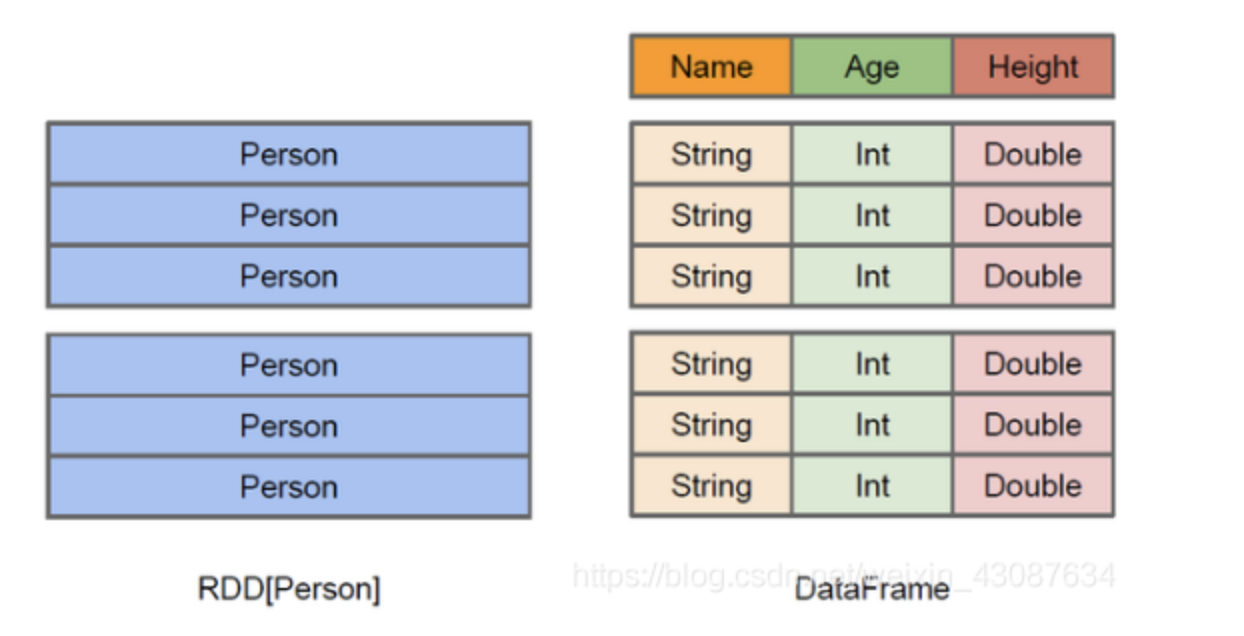 Name Age Height
Person String Int Double
Person String Int Double
Person String Int Double
Person String Int Double
Person String Int Double
Person String Int Double
RDD[Person] DataFrame
https://blog.csdn.net/weixin_43087634